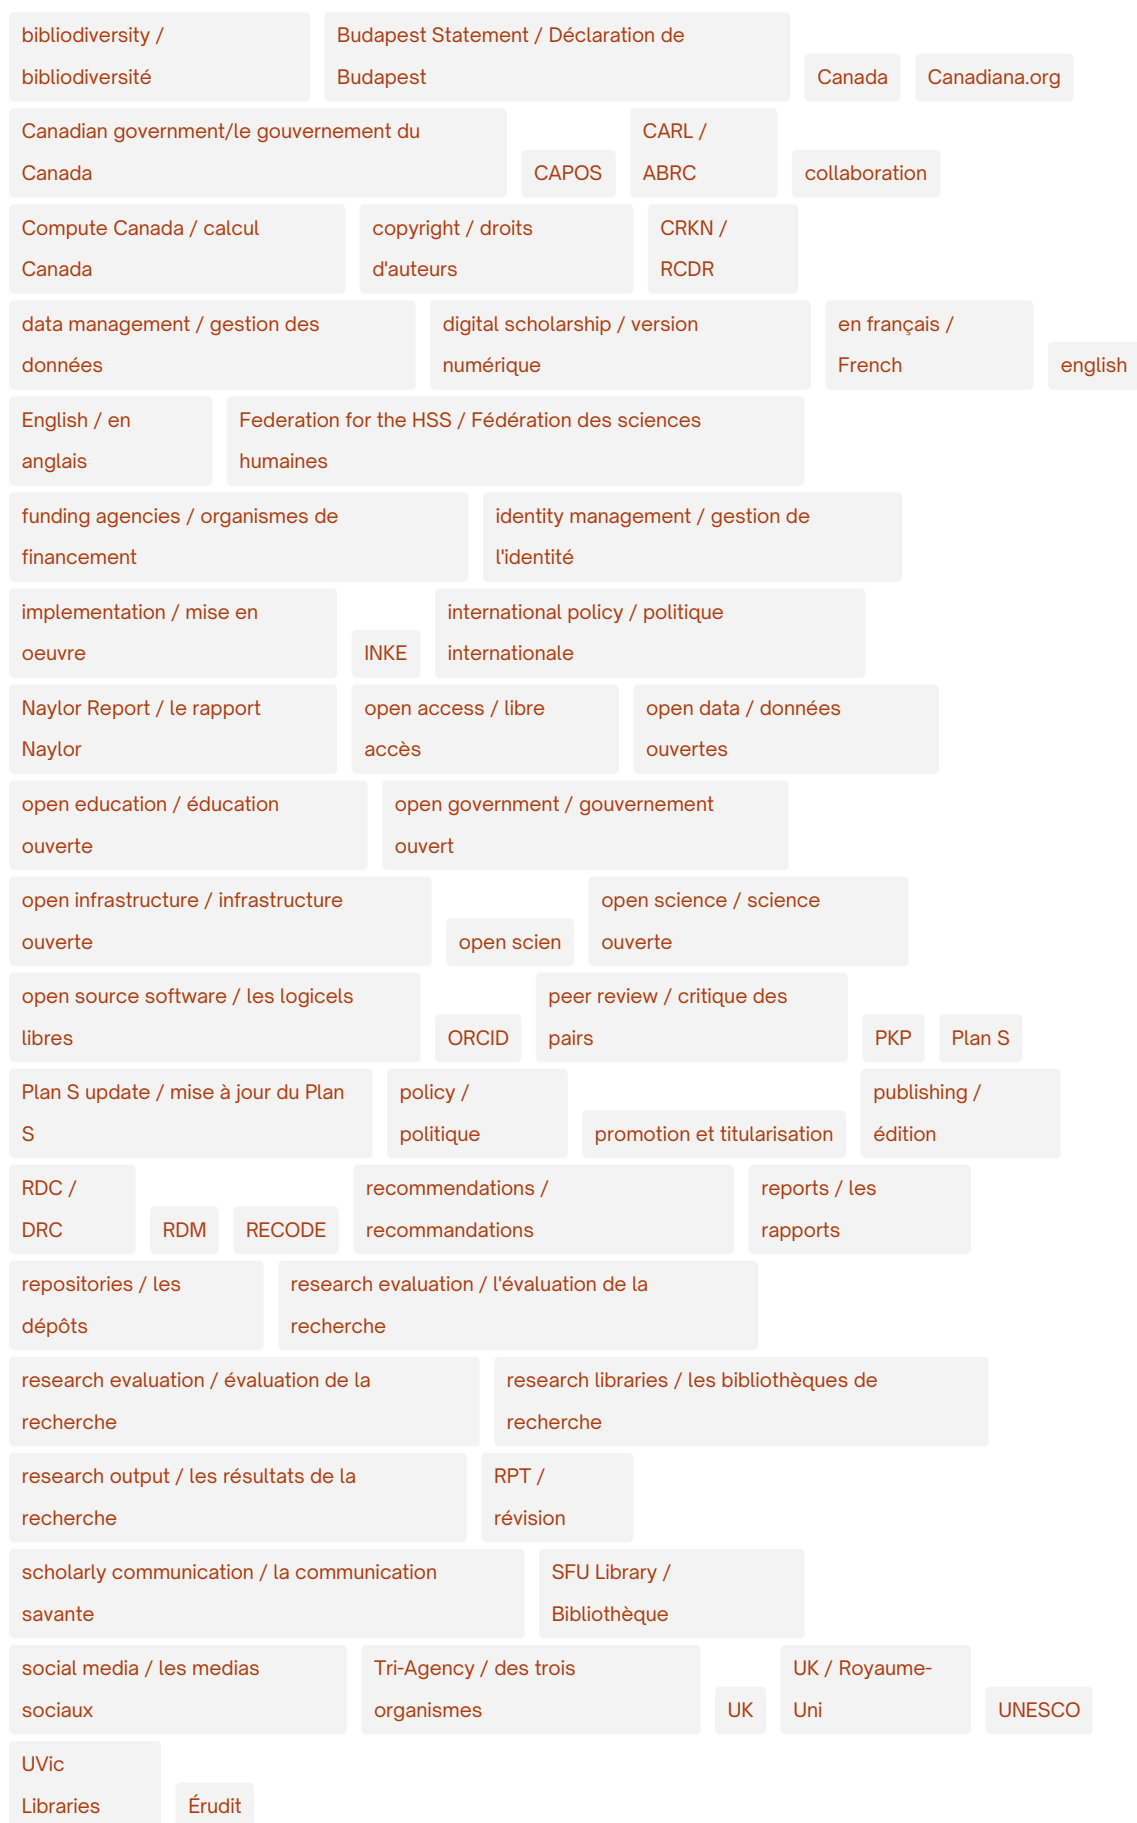 bibliodiversity /
bibliodiversité
Budapest Statement / Déclaration de
Budapest
Canada
Canadiana.org
Canadian government/le gouvernement du
Canada
CAPOS
CARL /
ABRC
collaboration
Compute Canada / calcul
Canada
copyright / droits
d'auteurs
CRKN /
RCDR
data management / gestion des
données
digital scholarship / version
numérique
en français /
French
english
English / en
anglais
Federation for the HSS / Fédération des sciences
humaines
funding agencies / organismes de
financement
identity management / gestion de
l'identité
implementation / mise en
oeuvre
INKE
international policy / politique
internationale
Naylor Report / le rapport
Naylor
open access / libre
accès
open data / données
ouvertes
open education / éducation
ouverte
open government / gouvernement
ouvert
open infrastructure / infrastructure
ouverte
open scien
open science / science
ouverte
open source software / les logicels
libres
ORCID
peer review / critique des
pairs
PKP
Plan S
Plan S update / mise à jour du Plan
S
policy /
politique
promotion et titularisation
publishing /
édition
RDC /
DRC
RDM
RECODE
recommendations /
recommandations
reports / les
rapports
repositories / les
dépôts
research evaluation / l'évaluation de la
recherche
research evaluation / évaluation de la
recherche
research libraries / les bibliothèques de
recherche
research output / les résultats de la
recherche
RPT /
révision
scholarly communication / la communication
savante
SFU Library /
Bibliothèque
social media / les medias
sociaux
Tri-Agency / des trois
organismes
UK
UK / Royaume-
Uni
UNESCO
UVic
Libraries
Érudit